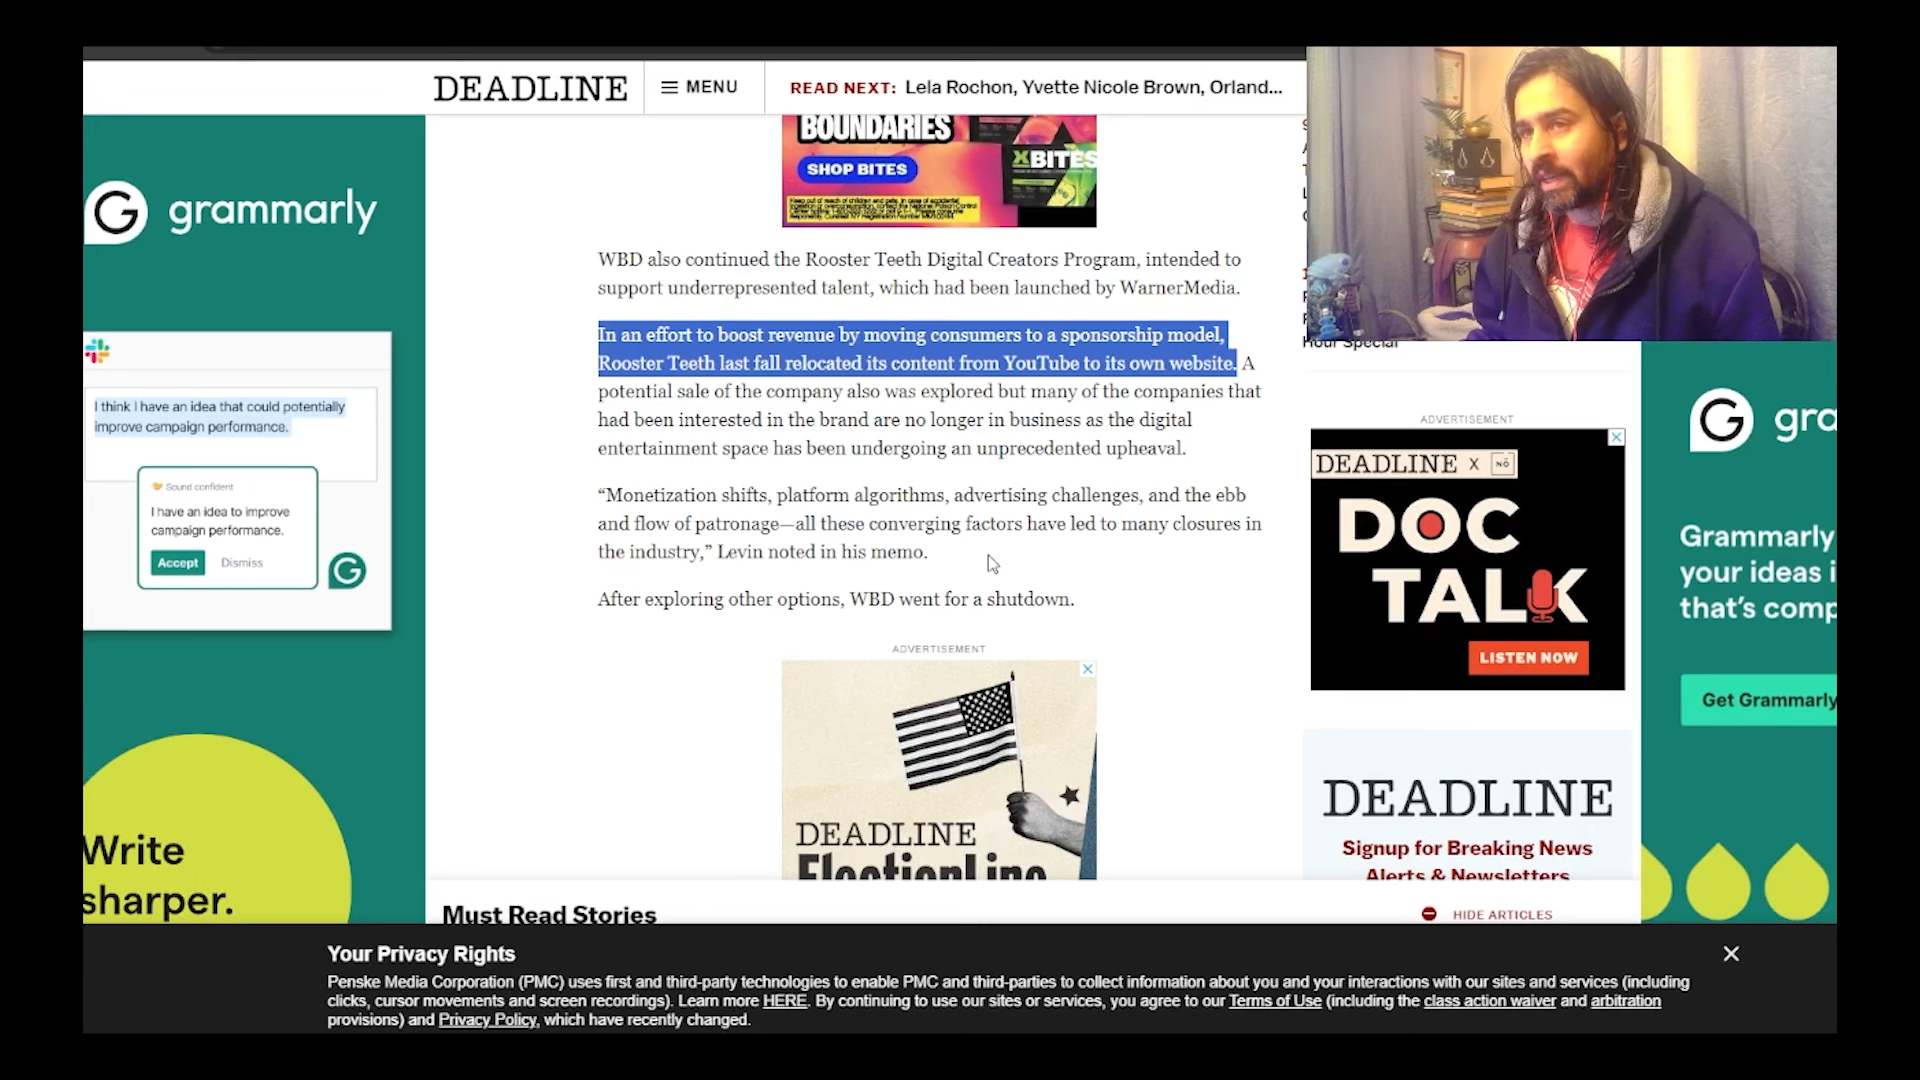 DEADLINE
MENU
READ NEXT: Lela Rochon, Yvette Nicole Brown, Orland...
BOUNDARIES
SHOP BITES
XBITES
grammarly
WBD also continued the Rooster Teeth Digital Creators Program, intended to
support underrepresented talent, which had been launched by WarnerMedia.
In an effort to boost revenue by moving consumers to a sponsorship model,
Rooster Teeth last fall relocated its content from YouTube to its own website. A
potential sale of the company also was explored but many of the companies that
had been interested in the brand are no longer in business as the digital
entertainment space has been undergoing an unprecedented upheaval.
“Monetization shifts, platform algorithms, advertising challenges, and the ebb
and flow of patronage—all these converging factors have led to many closures in
the industry,” Levin noted in his memo.
After exploring other options, WBD went for a shutdown.
I think I have an idea that could potentially
improve campaign performance.
Sound confident
I have an idea to improve
campaign performance.
Accept
Dismiss
Write
sharper.
ADVERTISEMENT
DEADLINE
ElectionLine
Hour Special
ADVERTISEMENT
DEADLINE X NŌ
DOC
TALK
LISTEN NOW
DEADLINE
Signup for Breaking News
Alerts & Newsletters
gra
Grammarly
your ideas i
that's comp
Get Grammarly
Must Read Stories
HIDE ARTICLES
Your Privacy Rights
Penske Media Corporation (PMC) uses first and third-party technologies to enable PMC and third-parties to collect information about you and your interactions with our sites and services (including
clicks, cursor movements and screen recordings). Learn more HERE. By continuing to use our sites or services, you agree to our Terms of Use (including the class action waiver and arbitration
provisions) and Privacy Policy, which have recently changed.